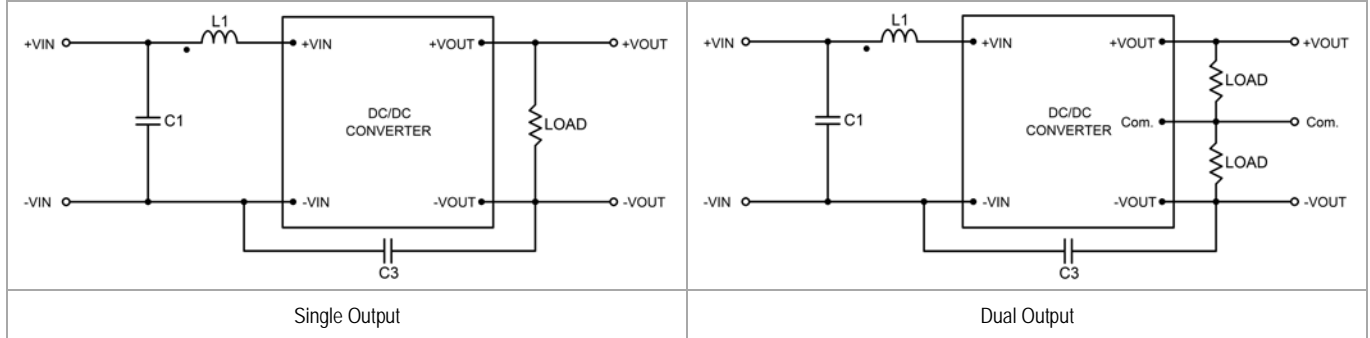 L1
+VIN
+VIN
+VOUT
+VOUT
C1
DC/DC
CONVERTER
LOAD
-VIN
-VIN
-VOUT
-VOUT
C3
Single Output
L1
+VIN
+VIN
+VOUT
+VOUT
LOAD
C1
DC/DC
CONVERTER
Com.
Com.
LOAD
-VIN
-VIN
-VOUT
-VOUT
C3
Dual Output